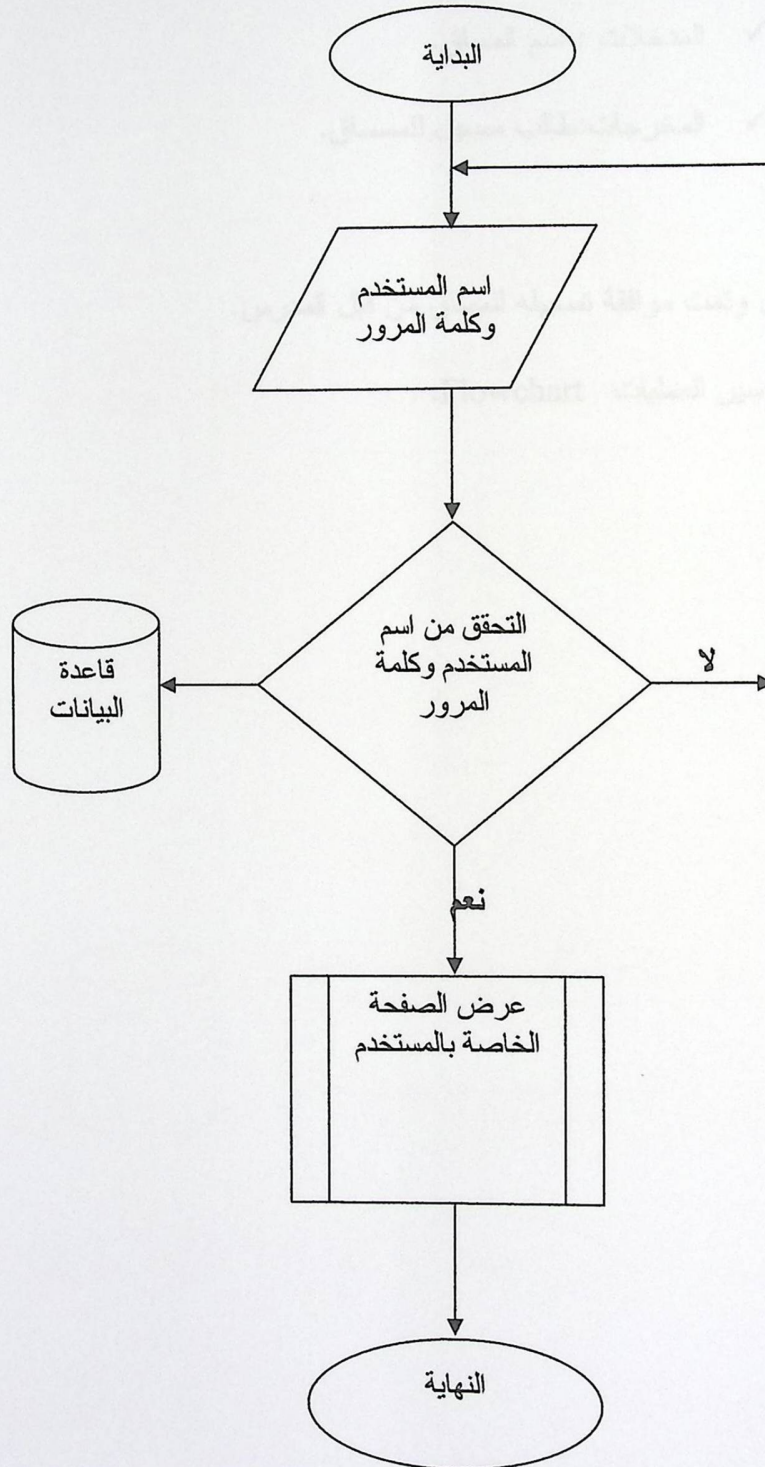 البداية
اسم المستخدم
وكلمة المرور
التحقق من اسم
المستخدم وكلمة
المرور
لا
قاعدة
البيانات
نعم
عرض الصفحة
الخاصة بالمستخدم
النهاية